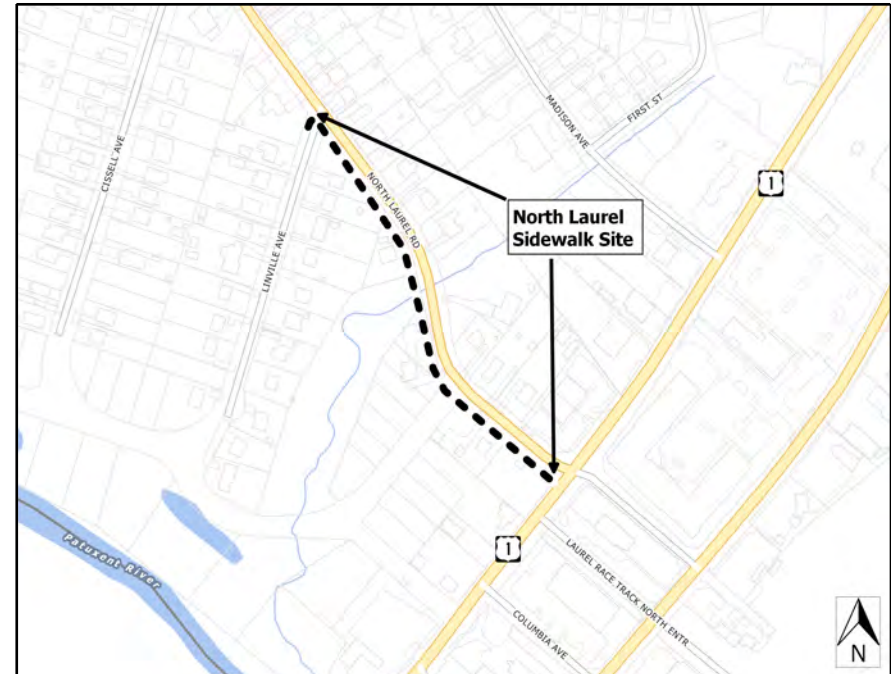 CISSELL AVE
LINVILLE AVE
NORTH LAUREL RD
MADISON AVE
FIRST ST
1
North Laurel
Sidewalk Site
1
LAUREL RACE TRACK NORTH ENTR
COLUMBIA AVE
Patuxent River
N